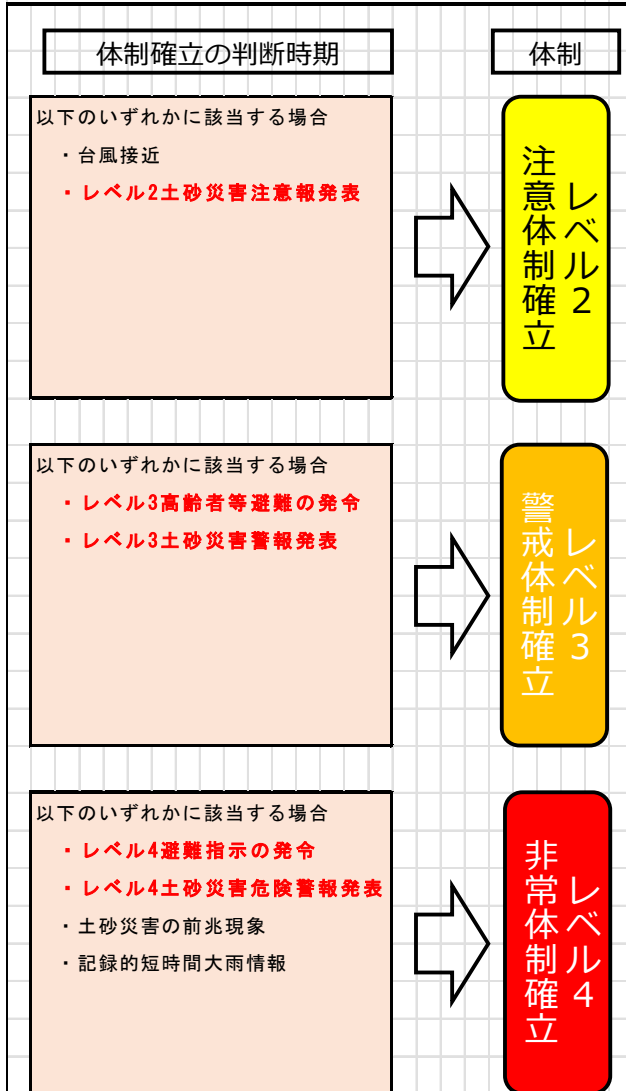 体制確立の判断時期
体制
以下のいずれかに該当する場合
・台風接近
・レベル2土砂災害注意報発表
レベル2
注意体制確立
以下のいずれかに該当する場合
・レベル3高齢者等避難の発令
・レベル3土砂災害警報発表
レベル3
警戒体制確立
以下のいずれかに該当する場合
・レベル4避難指示の発令
・レベル4土砂災害危険警報発表
・土砂災害の前兆現象
・記録的短時間大雨情報
レベル4
非常体制確立